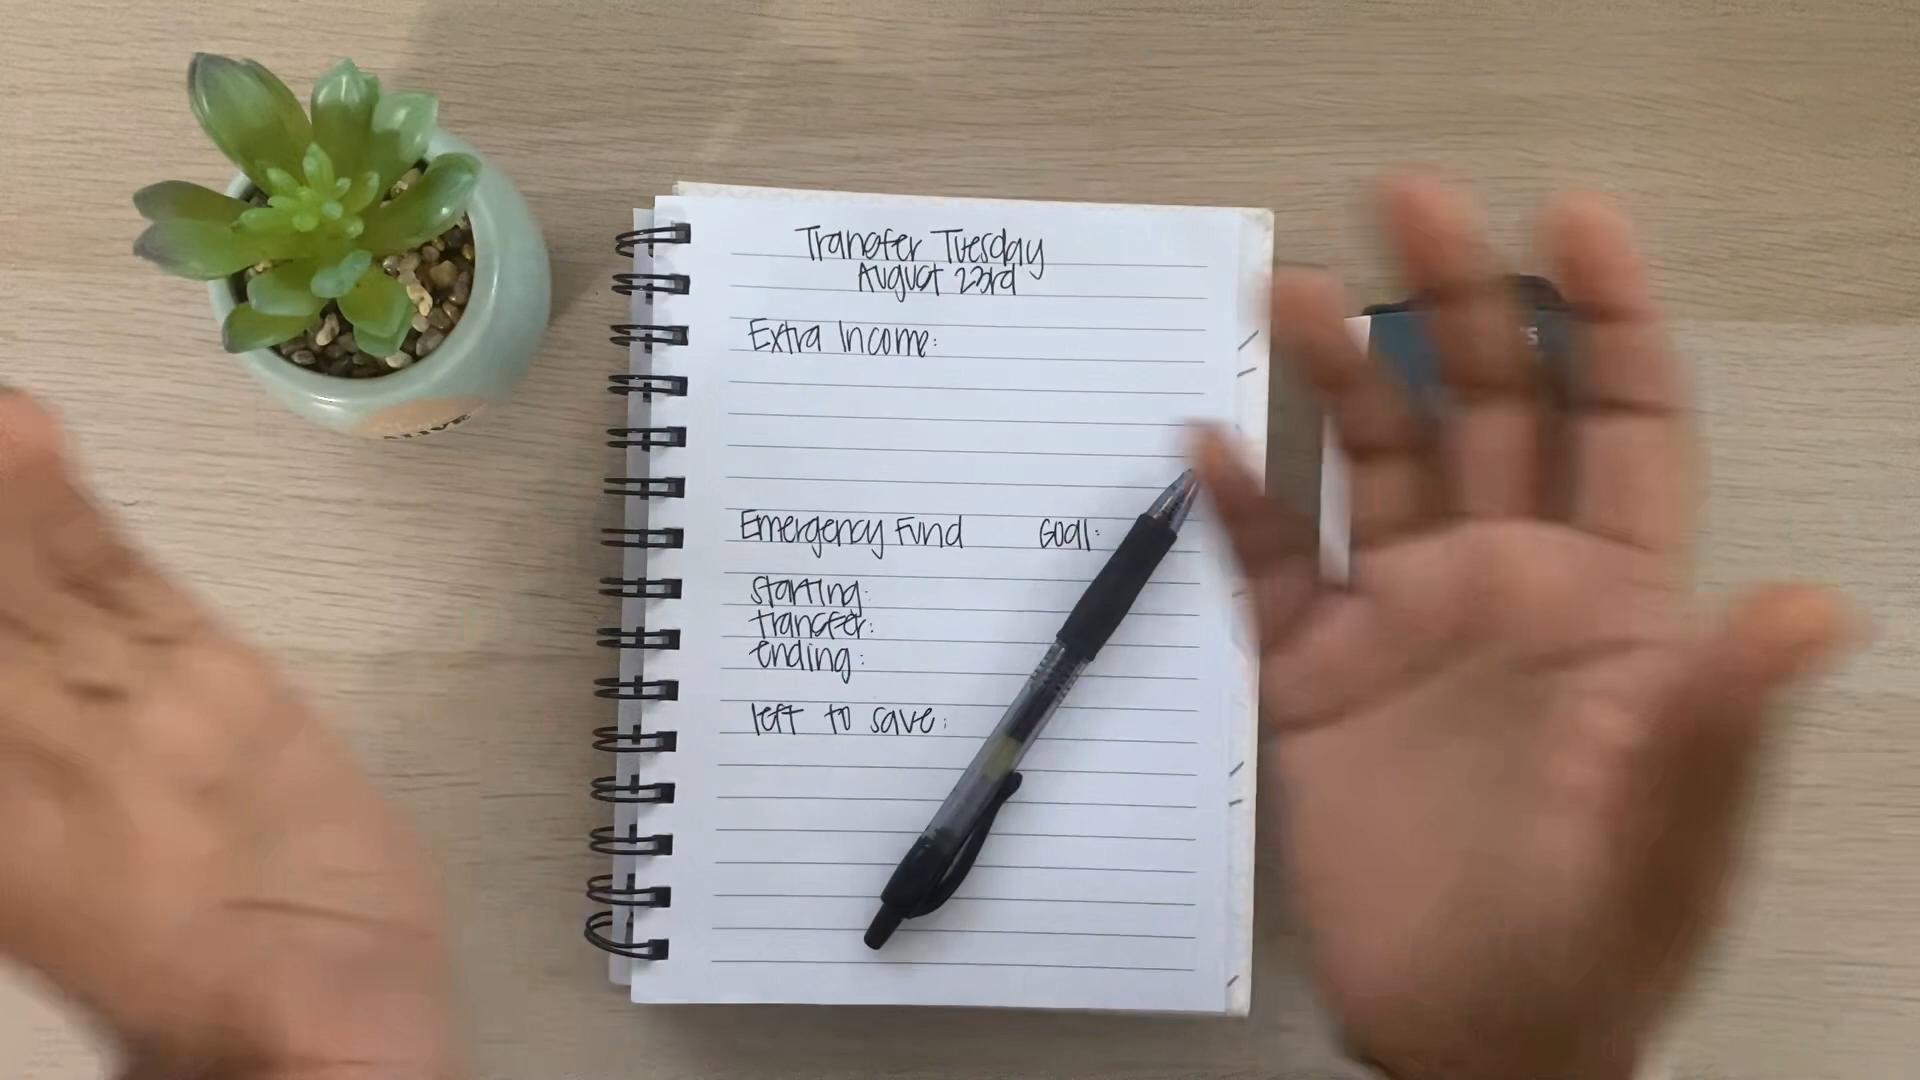 Transfer Tuesday
August 23rd
Extra Income:
Emergency Fund Goal:
starting:
transfer:
ending:
left to save: